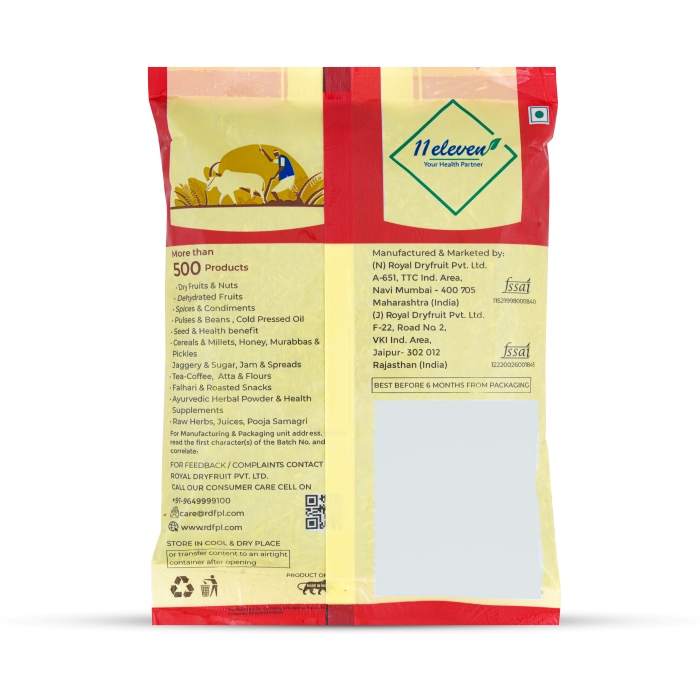 11 eleven
Your Health Partner
More than
500 Products
• Dry Fruits & Nuts
• Dehydrated Fruits
• Spices & Condiments
• Pulses & Beans , Cold Pressed Oil
• Seed & Health benefit
• Cereals & Millets, Honey, Murabbas &
Pickles
Jaggery & Sugar, Jam & Spreads
• Tea-Coffee, Atta & Flours
• Falhari & Roasted Snacks
• Ayurvedic Herbal Powder & Health
Supplements
• Raw Herbs, Juices, Pooja Samagri
For Manufacturing & Packaging unit address,
read the first character(s) of the Batch No. and
correlate:
FOR FEEDBACK / COMPLAINTS CONTACT
ROYAL DRYFRUIT PVT. LTD.
CALL OUR CONSUMER CARE CELL ON
+91-9649999100
care@rdfpl.com
www.rdfpl.com
STORE IN COOL & DRY PLACE
or transfer content to an airtight
container after opening
PRODUCT OF
Manufactured & Marketed by:
(N) Royal Dryfruit Pvt. Ltd.
A-651, TTC Ind. Area,
Navi Mumbai - 400 705
Maharashtra (India)
fssai
11521998000840
(J) Royal Dryfruit Pvt. Ltd.
F-22, Road No 2,
VKI Ind. Area,
Jaipur- 302 012
Rajasthan (India)
fssai
12220026001845
BEST BEFORE 6 MONTHS FROM PACKAGING